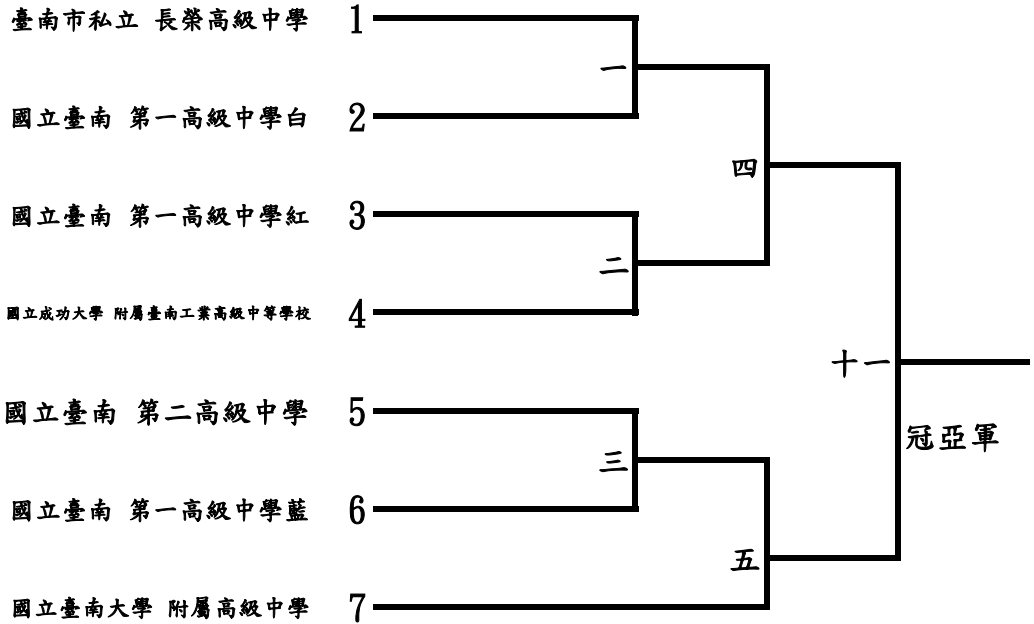 臺南市私立 長榮高級中學 1
一
國立臺南 第一高級中學白 2
四
國立臺南 第一高級中學紅 3
二
國立成功大學 附屬臺南工業高級中等學校 4
十一
國立臺南 第二高級中學 5
冠亞軍
三
國立臺南 第一高級中學藍 6
五
國立臺南大學 附屬高級中學 7